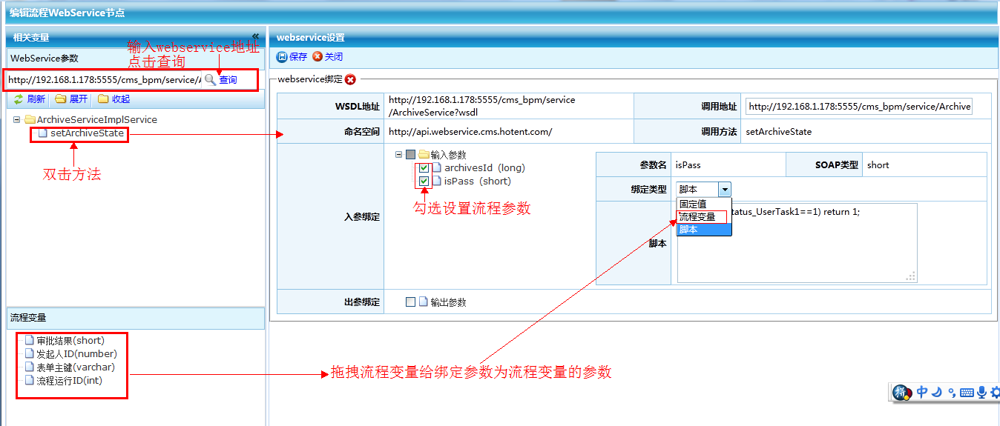 编辑流程WebService节点
相关变量
输入webservice地址
点击查询
WebService参数
http://192.168.1.178:5555/cms_bpm/service/A
查询
刷新 展开 收起
ArchiveServiceImplService
setArchiveState
双击方法
流程变量
审批结果(short)
发起人ID(number)
表单主键(varchar)
流程运行ID(int)
webservice设置
保存 关闭
webservice绑定
WSDL地址
http://192.168.1.178:5555/cms_bpm/service
/ArchiveService?wsdl
调用地址
http://192.168.1.178:5555/cms_bpm/service/Archive
命名空间
http://api.webservice.cms.hotent.com/
调用方法
setArchiveState
入参绑定
输入参数
archivesId (long)
isPass (short)
勾选设置流程参数
参数名
isPass
SOAP类型
short
绑定类型
脚本
固定值
流程变量
脚本
脚本
tatus_UserTask1==1) return 1;
出参绑定
输出参数
拖拽流程变量给绑定参数为流程变量的参数
拼 中